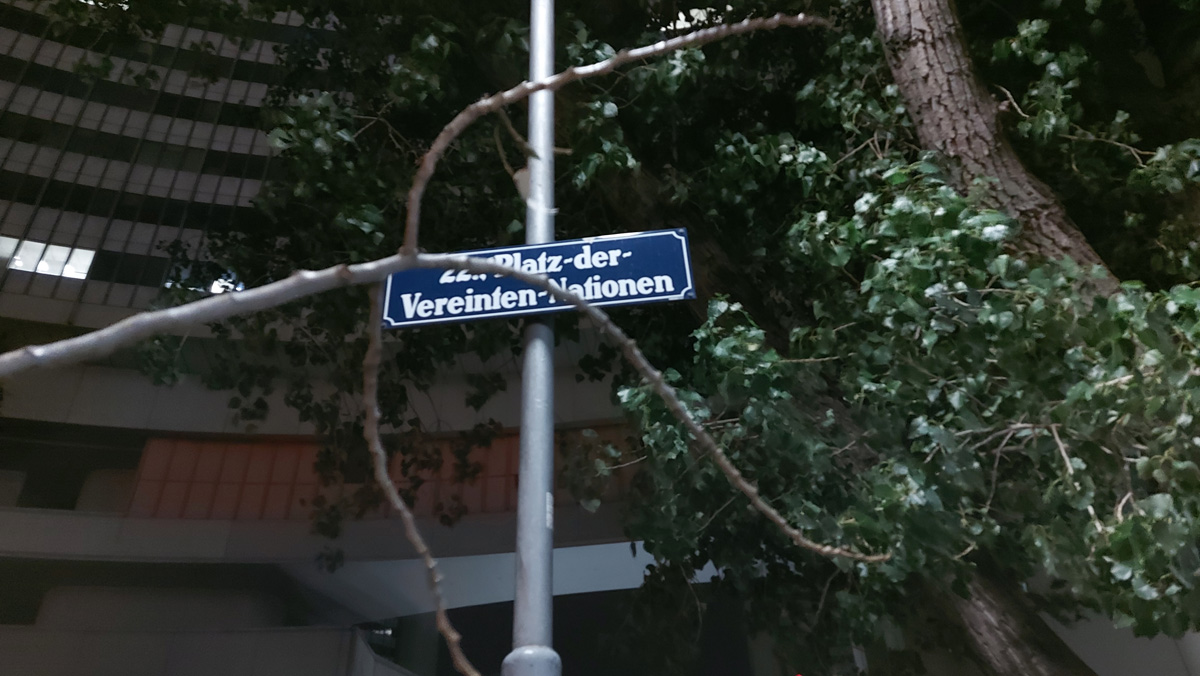 22., Platz-der-
Vereinten-Nationen